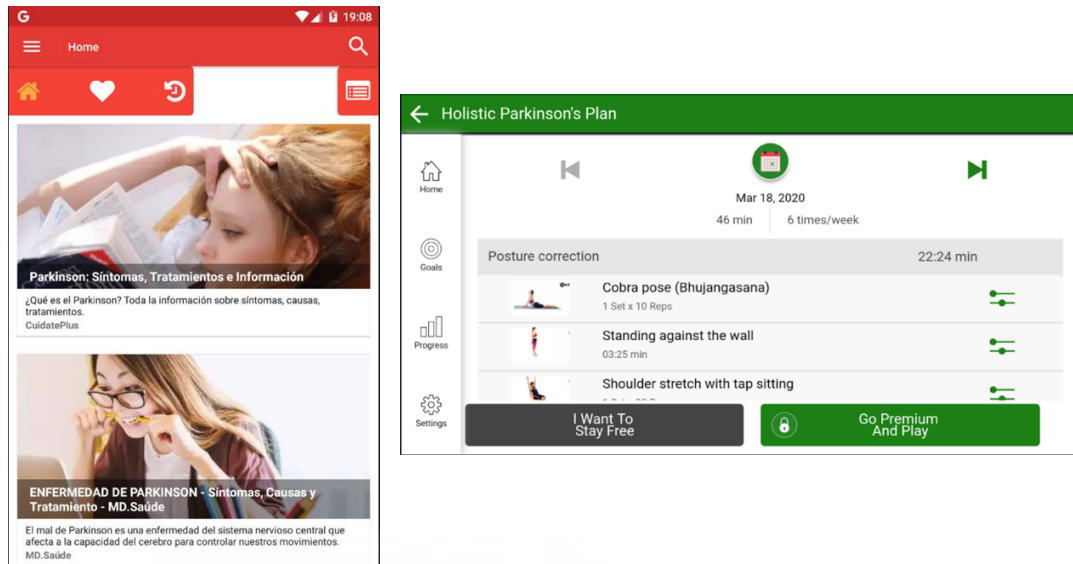 G
19:08
Home
Parkinson: Síntomas, Tratamientos e Información
¿Qué es el Parkinson? Toda la información sobre síntomas, causas,
tratamientos.
CuidatePlus
ENFERMEDAD DE PARKINSON - Síntomas, Causas y
Tratamiento - MD.Saúde
El mal de Parkinson es una enfermedad del sistema nervioso central que
afecta a la capacidad del cerebro para controlar nuestros movimientos.
MD.Saúde
Holistic Parkinson's Plan
Home
Goals
Progress
Settings
Mar 18, 2020
46 min
6 times/week
Posture correction
22:24 min
Cobra pose (Bhujangasana)
1 Set x 10 Reps
Standing against the wall
03:25 min
Shoulder stretch with tap sitting
I Want To
Stay Free
Go Premium
And Play